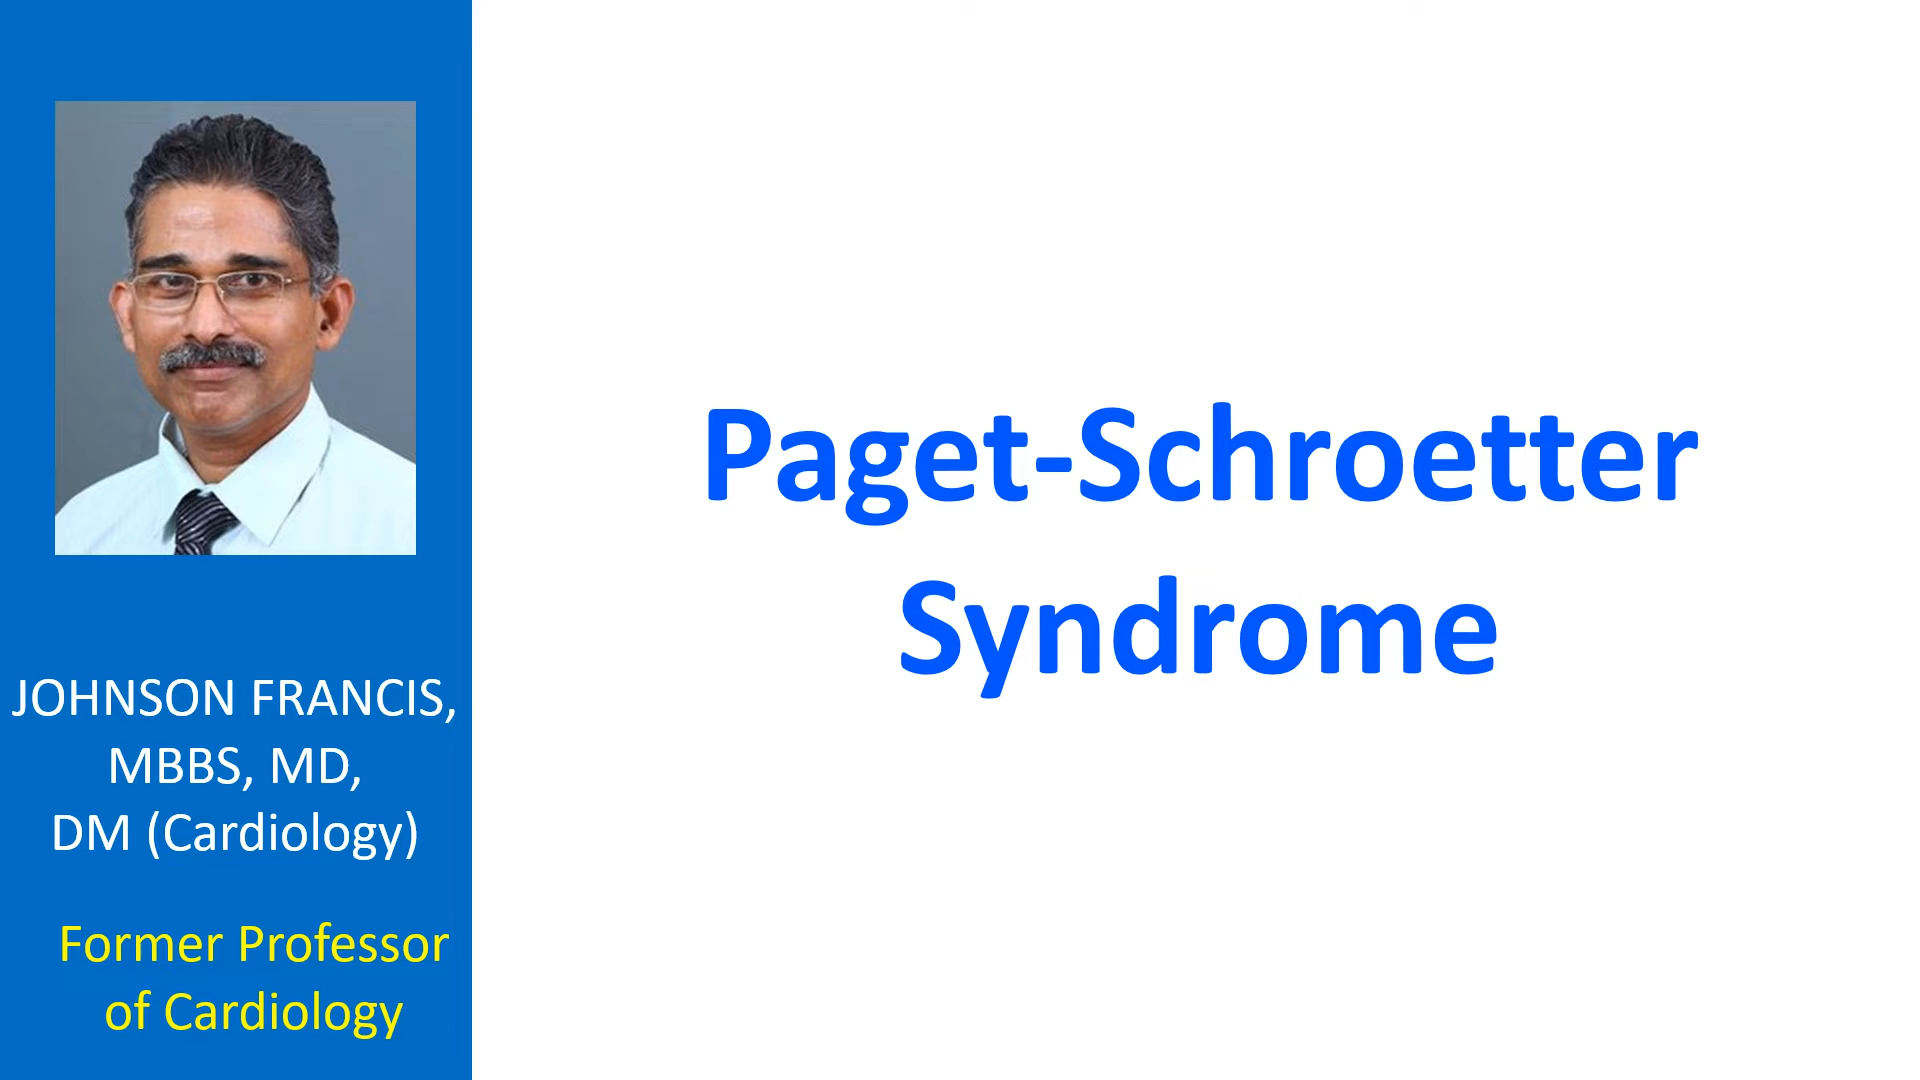 JOHNSON FRANCIS,
MBBS, MD,
DM (Cardiology)
Former Professor
of Cardiology
Paget-Schroetter
Syndrome